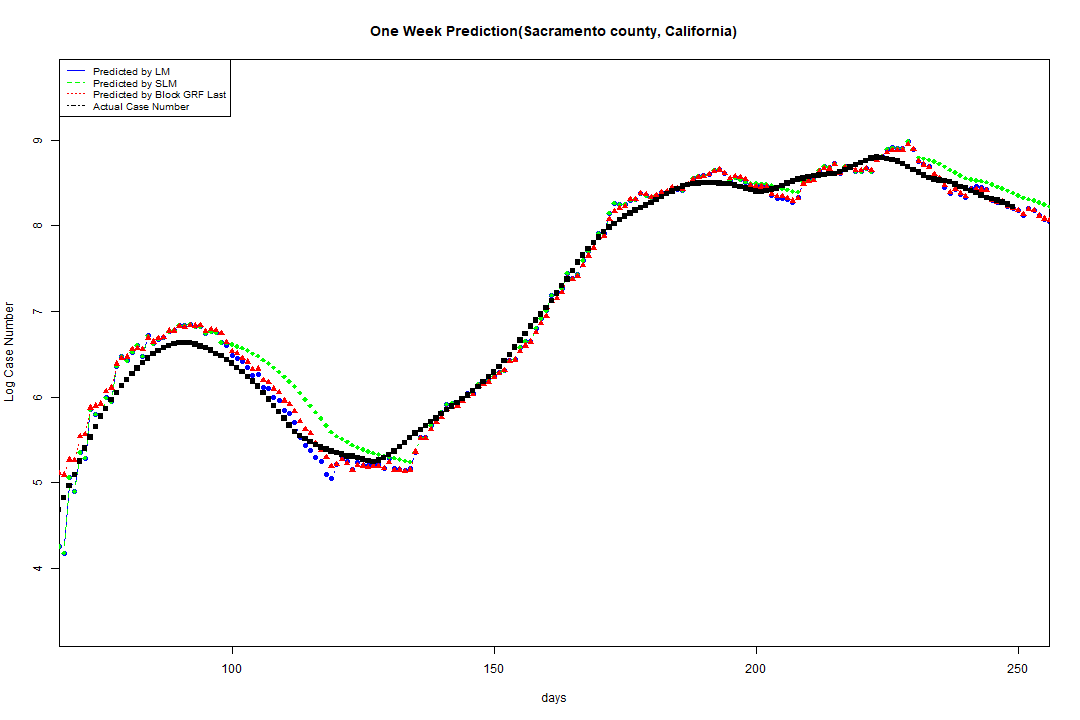 One Week Prediction(Sacramento county, California)
Predicted by LM
Predicted by SLM
Predicted by Block GRF Last
Actual Case Number
9
8
7
6
5
4
Log Case Number
100 150 200 250
days